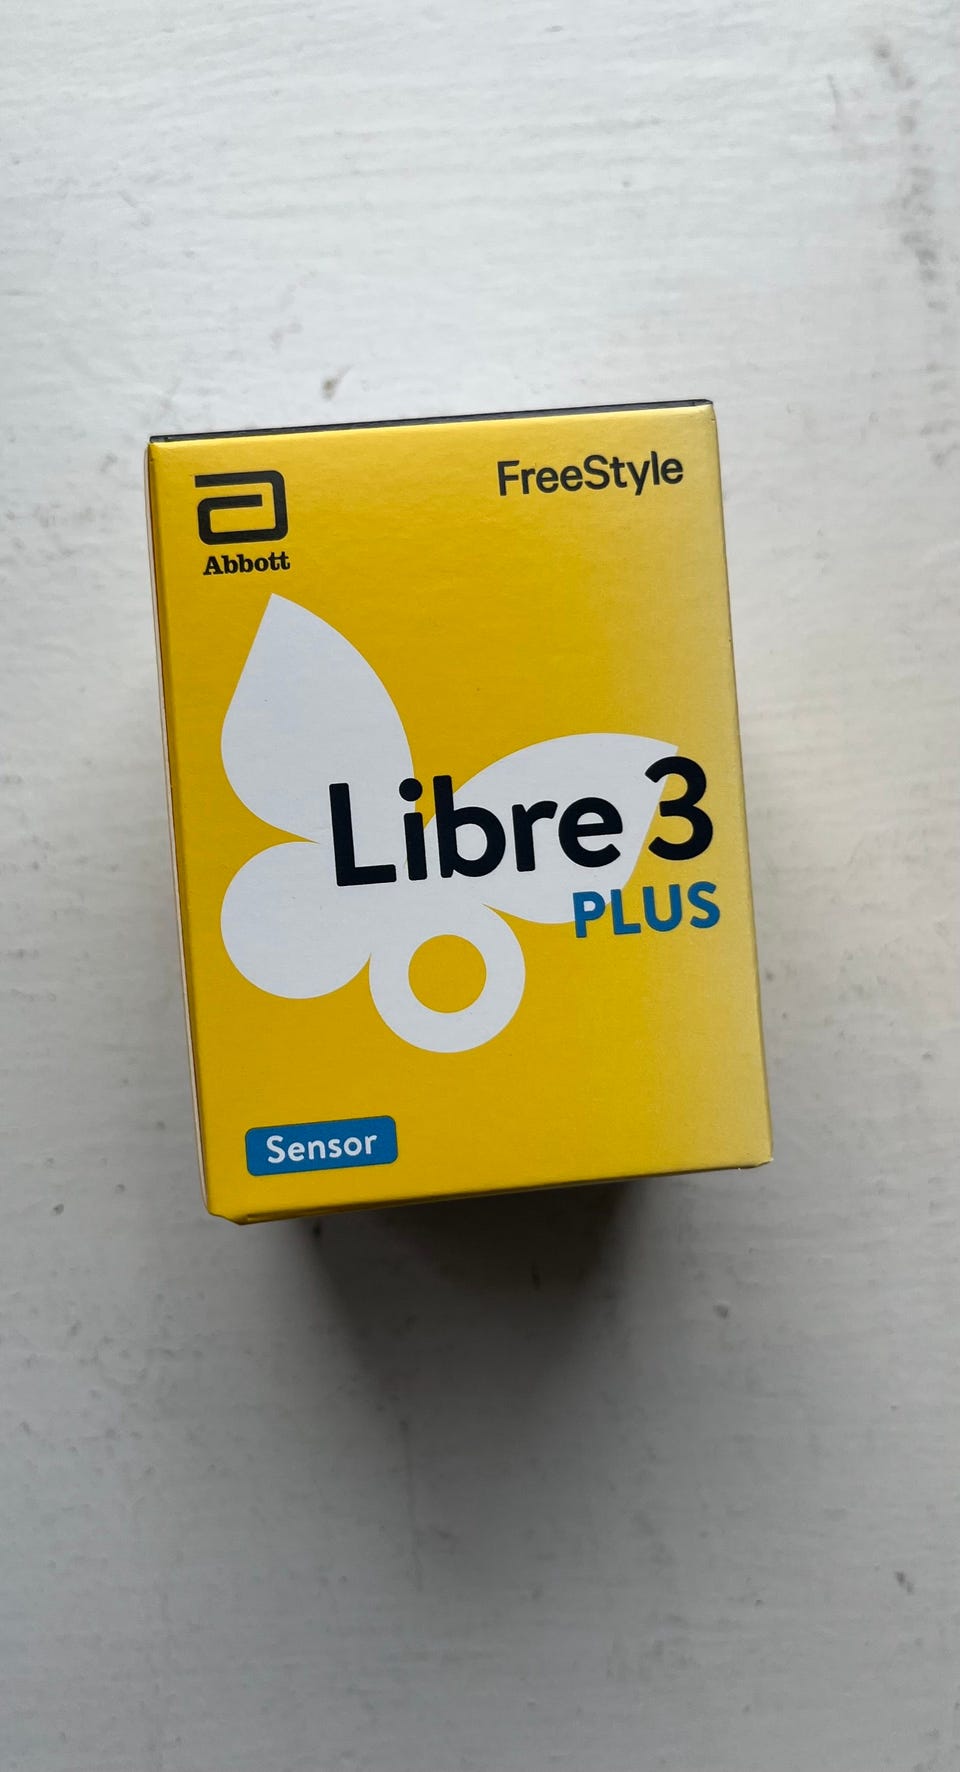 Abbott
FreeStyle
Libre 3
PLUS
Sensor